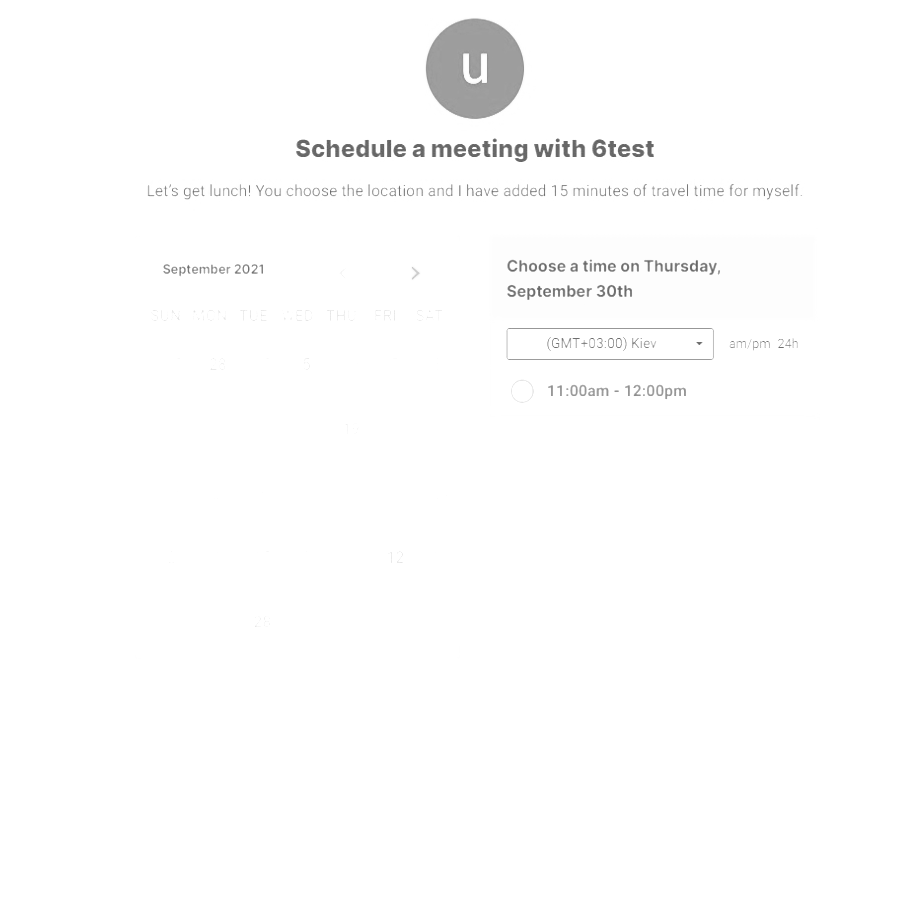 u
Schedule a meeting with 6test
Let's get lunch! You choose the location and I have added 15 minutes of travel time for myself.
September 2021
SUN MON TUE WED THU FRI SAT
5
12
Choose a time on Thursday,
September 30th
(GMT+03:00) Kiev
am/pm 24h
11:00am - 12:00pm